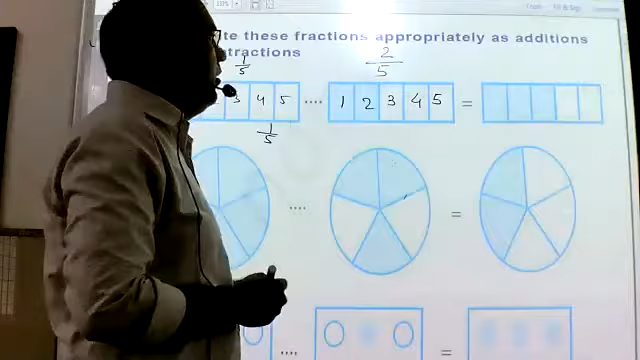 te these fractions appropriately as additions
tractions
1/5
2/5
3 4 5 .... 1 2 3 4 5 =
1/5
.... =
.... =